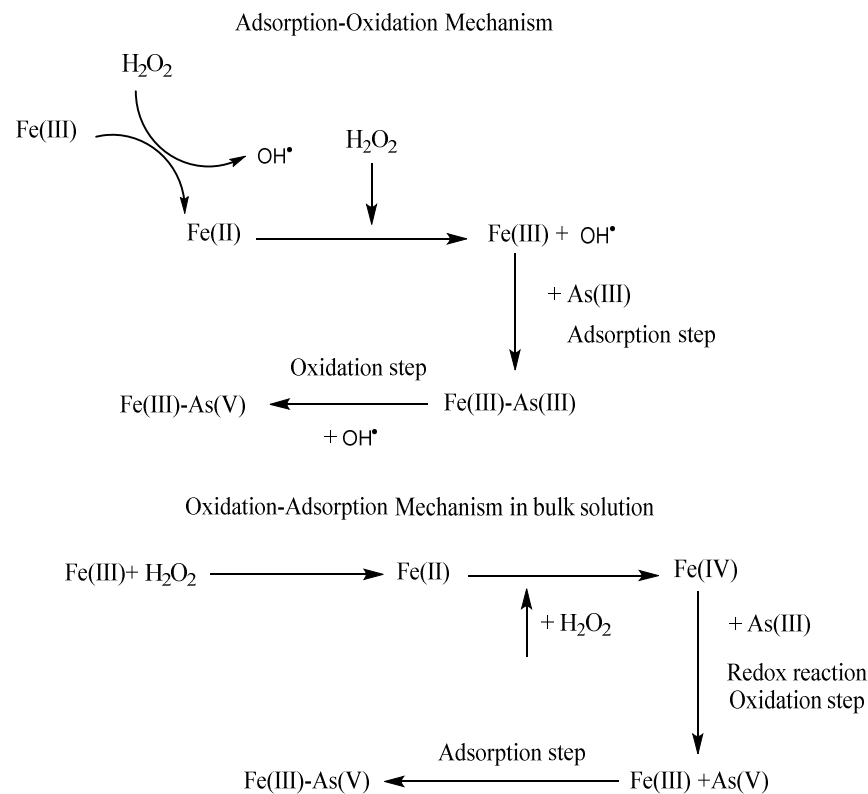 Adsorption-Oxidation Mechanism
H₂O₂
Fe(III)
OH•
H₂O₂
Fe(II)
Fe(III) + OH•
+ As(III)
Adsorption step
Oxidation step
Fe(III)-As(V)
Fe(III)-As(III)
+ OH•
Oxidation-Adsorption Mechanism in bulk solution
Fe(III)+ H₂O₂
Fe(II)
Fe(IV)
+ H₂O₂
+ As(III)
Redox reaction
Oxidation step
Adsorption step
Fe(III)-As(V)
Fe(III) +As(V)